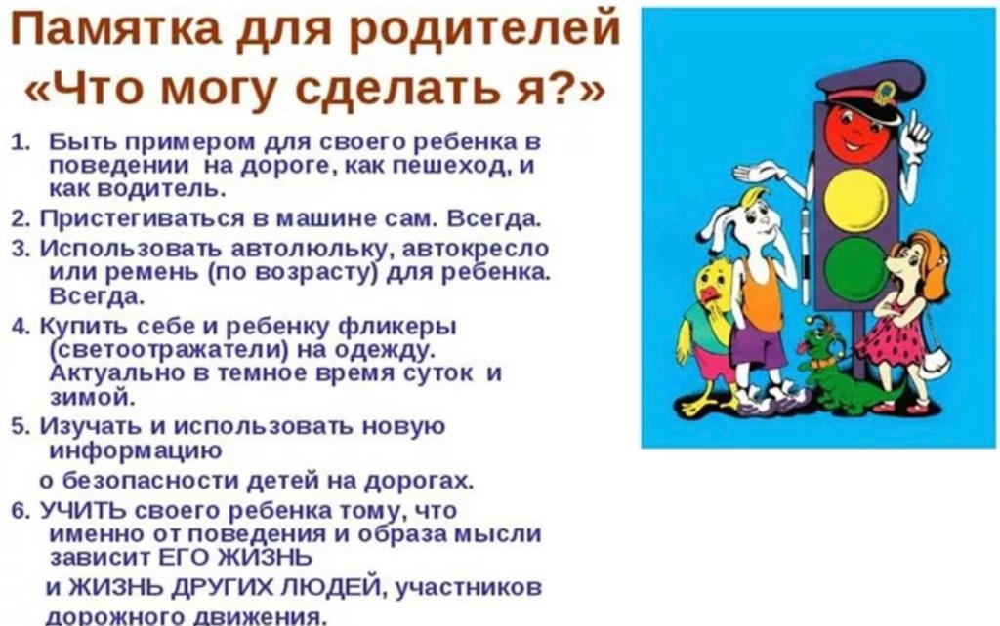 Памятка для родителей
«Что могу сделать я?»
1. Быть примером для своего ребенка в
поведении на дороге, как пешеход, и
как водитель.
2. Пристегиваться в машине сам. Всегда.
3. Использовать автолюльку, автокресло
или ремень (по возрасту) для ребенка.
Всегда.
4. Купить себе и ребенку фликеры
(светоотражатели) на одежду.
Актуально в темное время суток и
зимой.
5. Изучать и использовать новую
информацию
о безопасности детей на дорогах.
6. УЧИТЬ своего ребенка тому, что
именно от поведения и образа мысли
зависит ЕГО ЖИЗНЬ
и ЖИЗНЬ ДРУГИХ ЛЮДЕЙ, участников
дорожного движения.